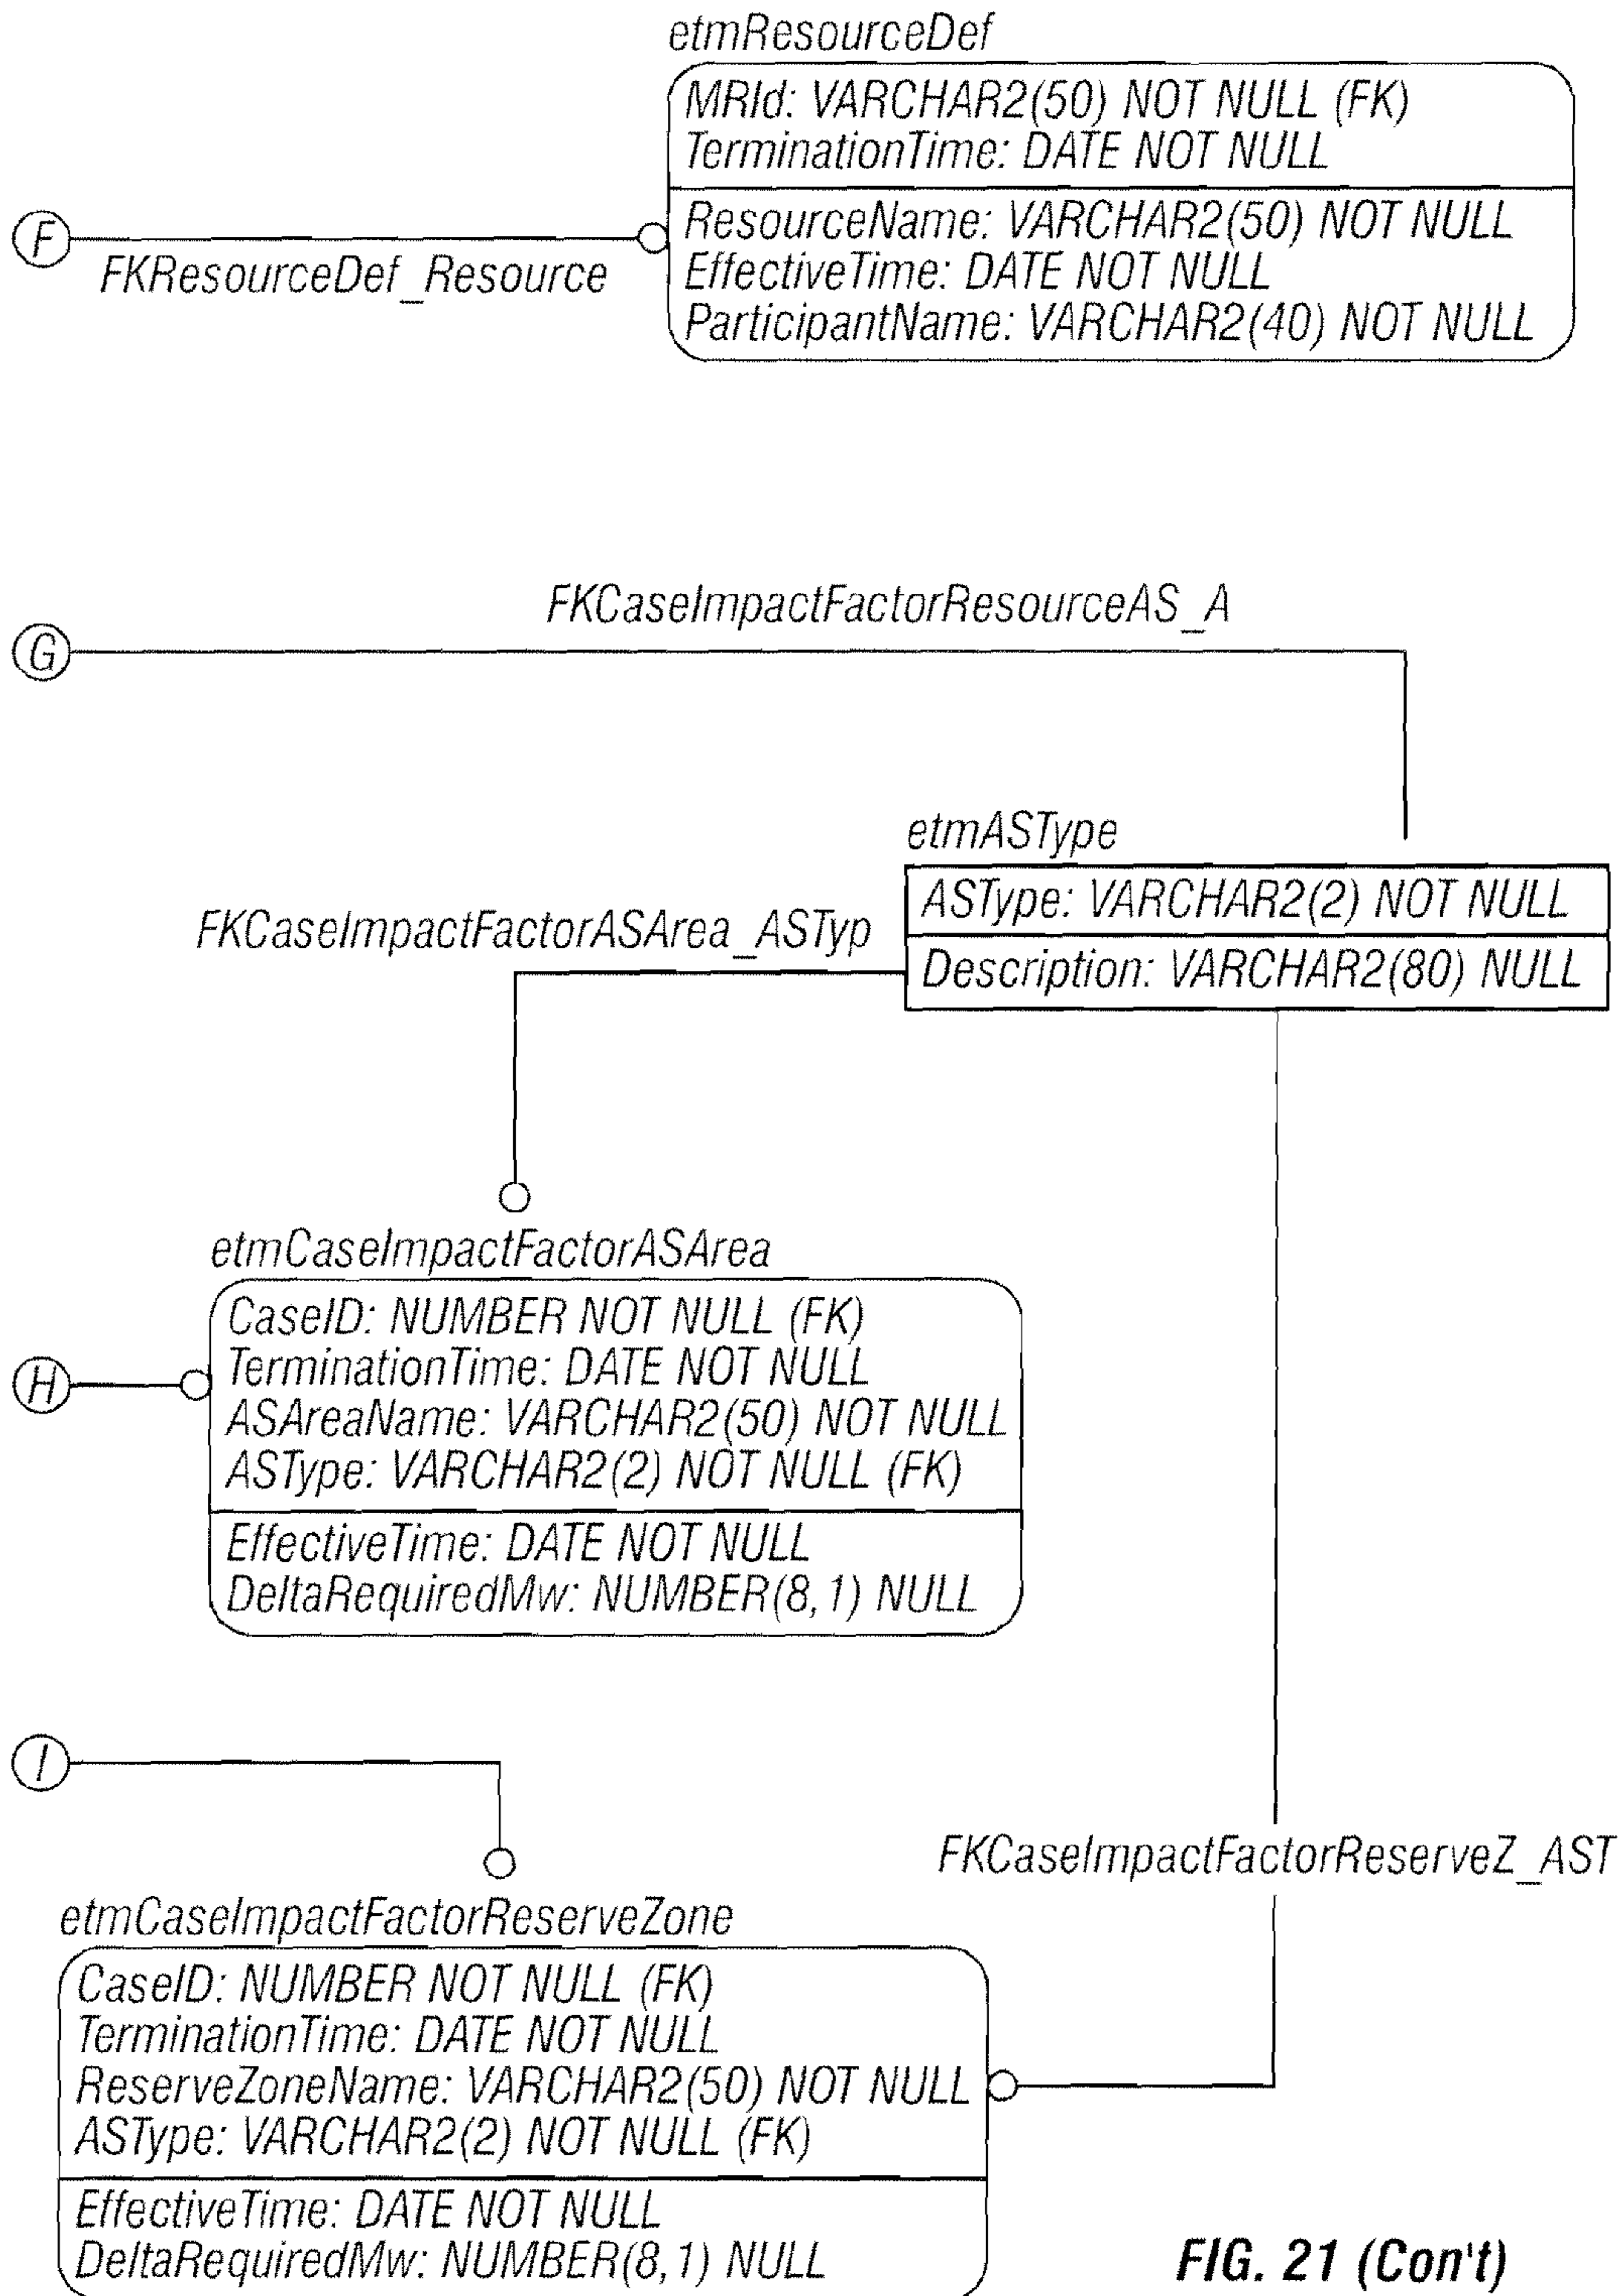 etmResourceDef
MRId: VARCHAR2(50) NOT NULL (FK)
TerminationTime: DATE NOT NULL
ResourceName: VARCHAR2(50) NOT NULL
EffectiveTime: DATE NOT NULL
ParticipantName: VARCHAR2(40) NOT NULL
F
FKResourceDef_Resource
FKCaseImpactFactorResourceAS_A
G
etmASType
ASType: VARCHAR2(2) NOT NULL
Description: VARCHAR2(80) NULL
FKCaseImpactFactorASArea_ASTyp
etmCaseImpactFactorASArea
CaseID: NUMBER NOT NULL (FK)
TerminationTime: DATE NOT NULL
ASAreaName: VARCHAR2(50) NOT NULL
ASType: VARCHAR2(2) NOT NULL (FK)
EffectiveTime: DATE NOT NULL
DeltaRequiredMw: NUMBER(8,1) NULL
H
I
FKCaseImpactFactorReserveZ_AST
etmCaseImpactFactorReserveZone
CaseID: NUMBER NOT NULL (FK)
TerminationTime: DATE NOT NULL
ReserveZoneName: VARCHAR2(50) NOT NULL
ASType: VARCHAR2(2) NOT NULL (FK)
EffectiveTime: DATE NOT NULL
DeltaRequiredMw: NUMBER(8,1) NULL
FIG. 21 (Con't)